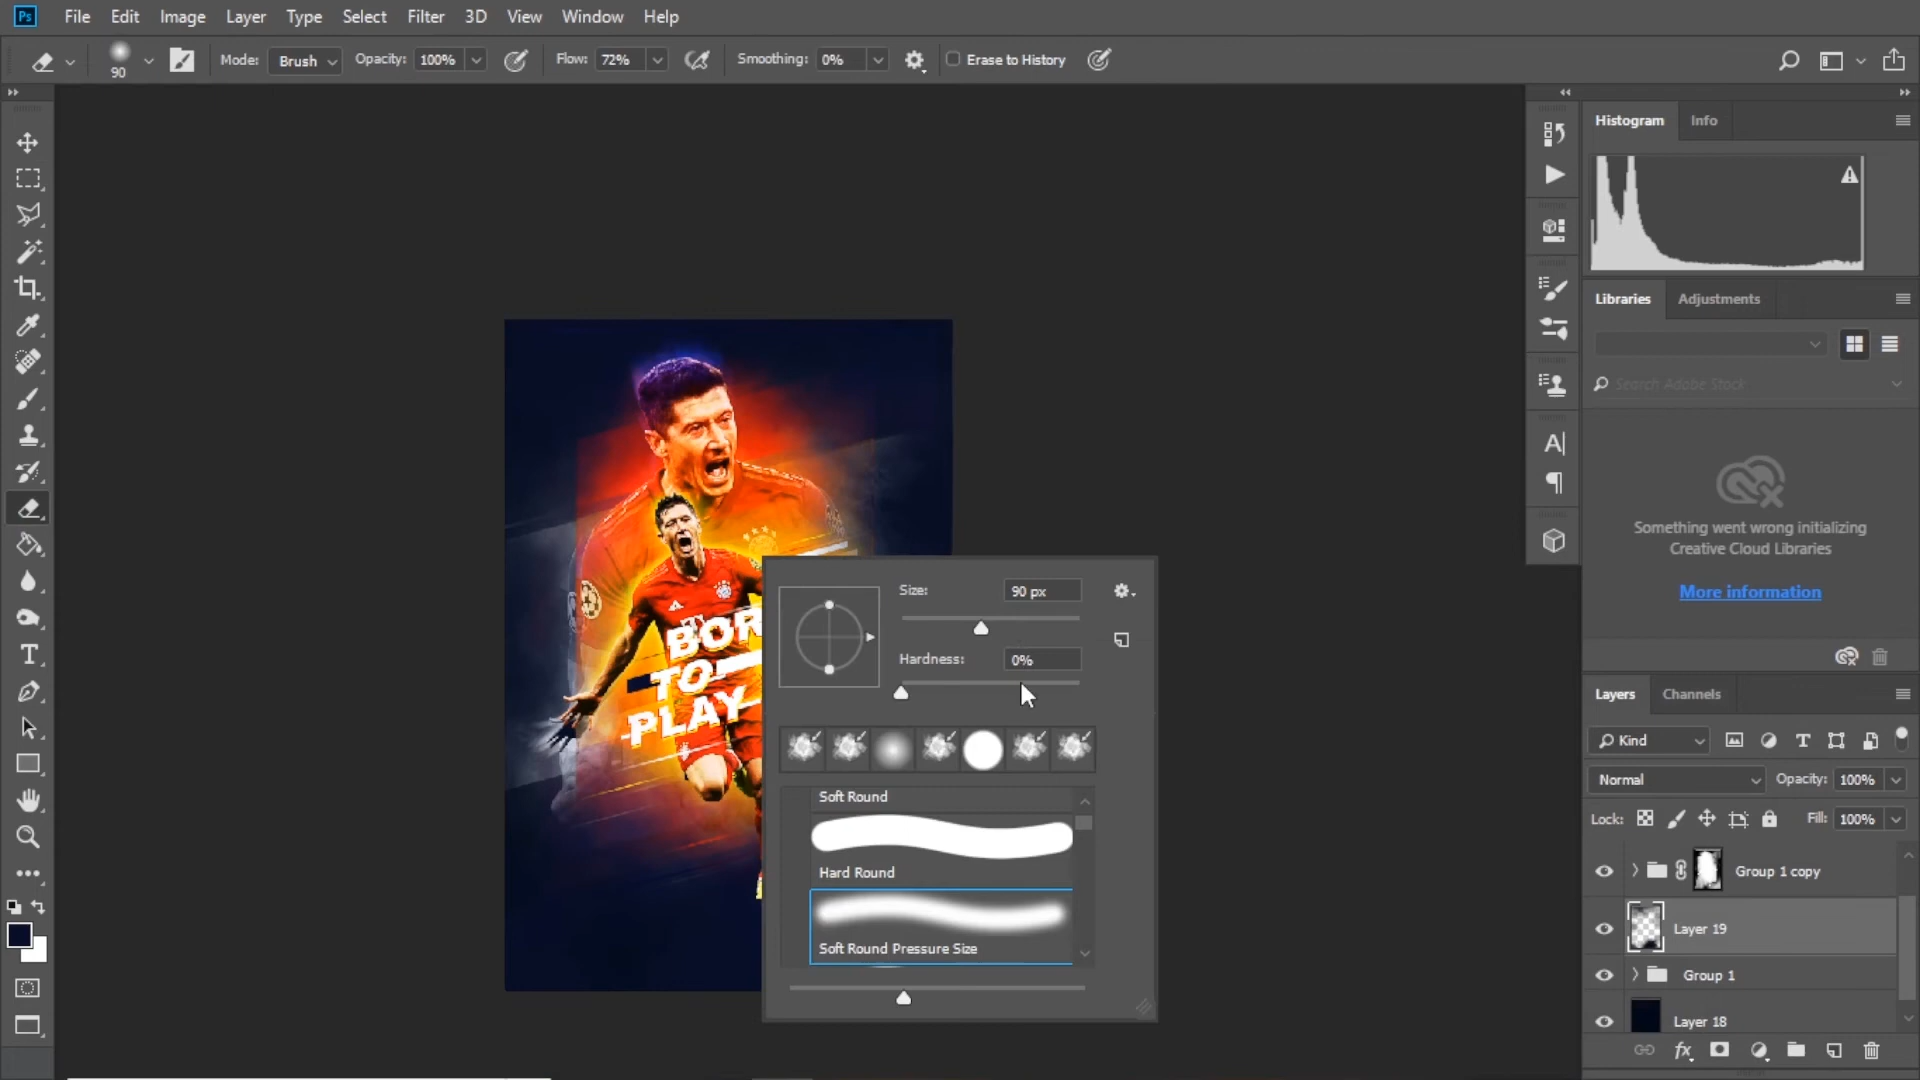 Ps File Edit Image Layer Type Select Filter 3D View Window Help
90 Mode: Brush Opacity: 100% Flow: 72% Smoothing: 0% Erase to History
Histogram Info
Libraries Adjustments
Search Adobe Stock
Something went wrong initializing
Creative Cloud Libraries
More information
BOR
TO
PLAY
Size: 90 px
Hardness: 0%
Soft Round
Hard Round
Soft Round Pressure Size
Layers Channels
Kind
Normal Opacity: 100%
Lock: Fill: 100%
Group 1 copy
Layer 19
Group 1
Layer 18